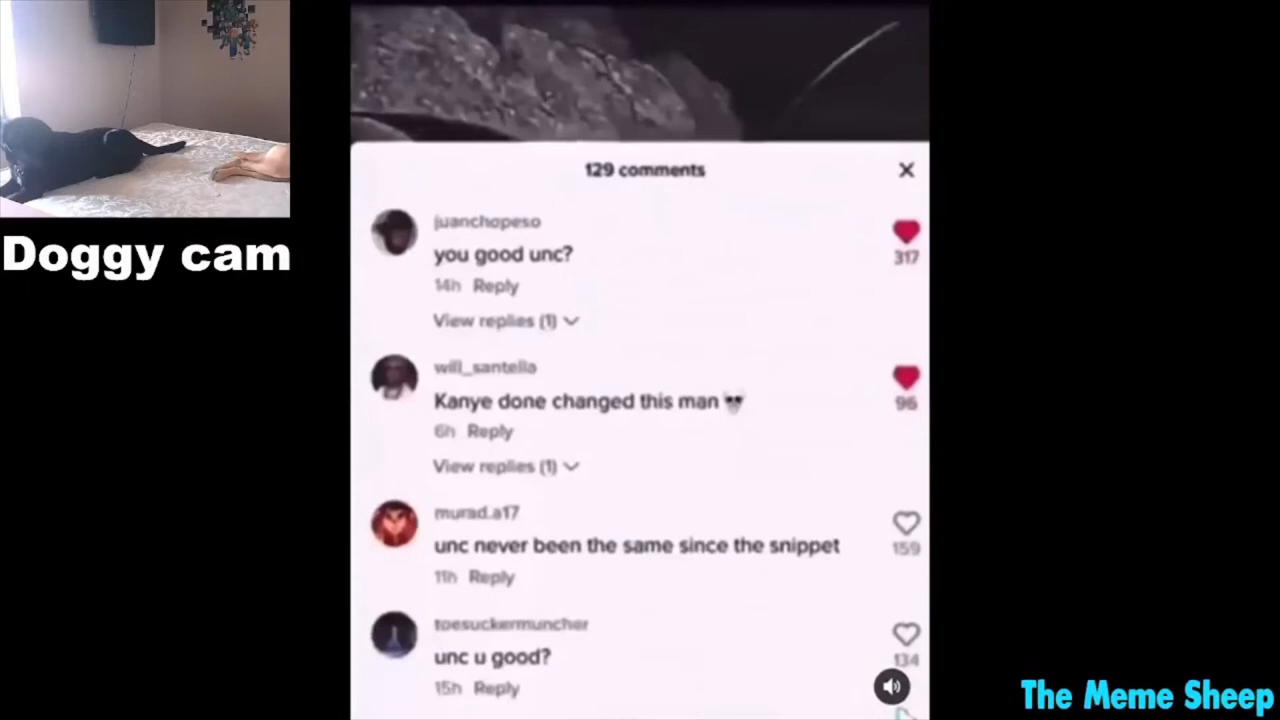 Doggy cam
129 comments
juanchopeso
you good unc?
317
14h Reply
View replies (1)
will_santella
Kanye done changed this man
96
6h Reply
View replies (1)
murad.a17
unc never been the same since the snippet
159
11h Reply
toesuckermuncher
unc u good?
134
15h Reply
The Meme Sheep